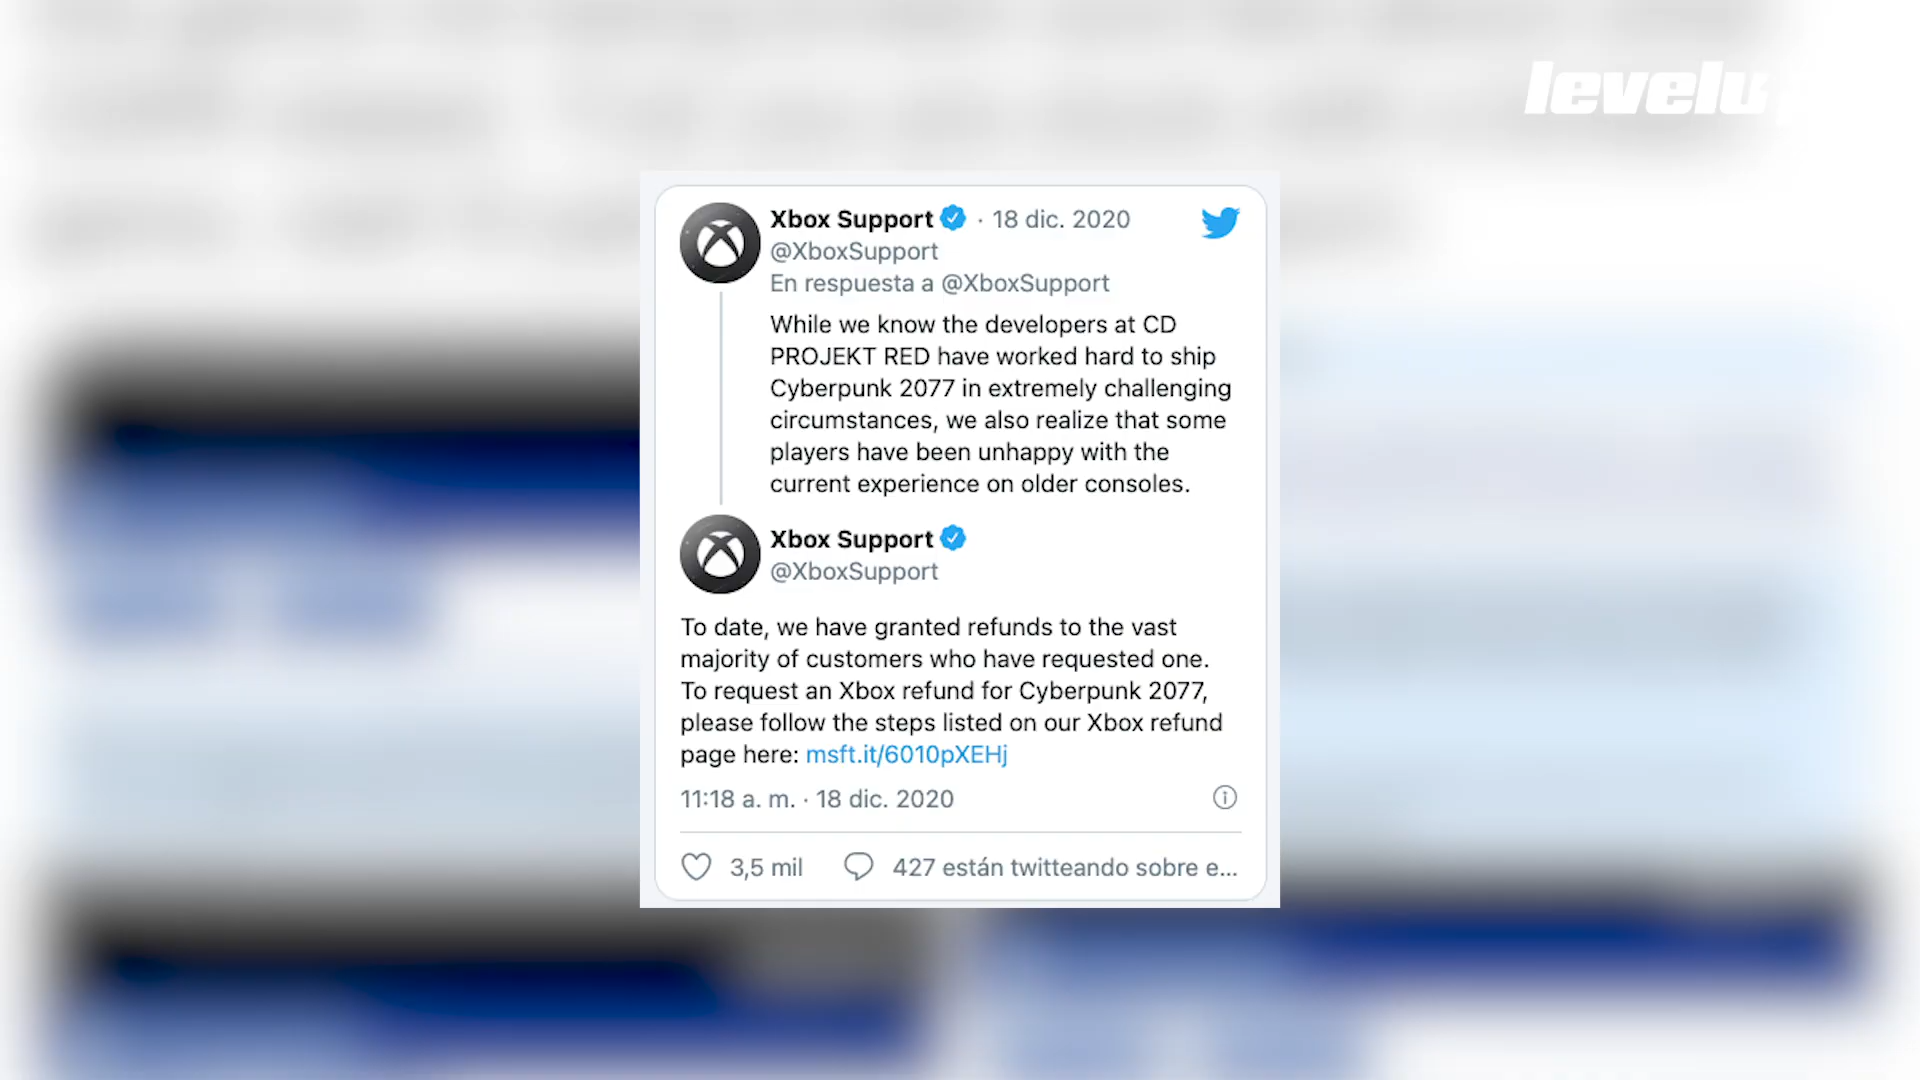 levelu
Xbox Support · 18 dic. 2020
@XboxSupport
En respuesta a @XboxSupport
While we know the developers at CD
PROJEKT RED have worked hard to ship
Cyberpunk 2077 in extremely challenging
circumstances, we also realize that some
players have been unhappy with the
current experience on older consoles.
Xbox Support
@XboxSupport
To date, we have granted refunds to the vast
majority of customers who have requested one.
To request an Xbox refund for Cyberpunk 2077,
please follow the steps listed on our Xbox refund
page here: msft.it/6010pXEHj
11:18 a. m. · 18 dic. 2020
3,5 mil 427 están twitteando sobre e...